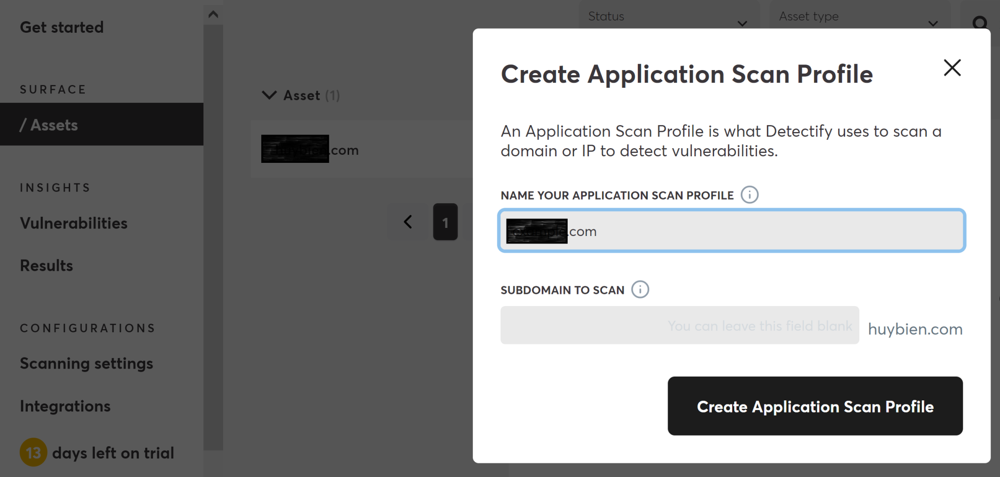 Get started
SURFACE
/ Assets
INSIGHTS
Vulnerabilities
Results
CONFIGURATIONS
Scanning settings
Integrations
13 days left on trial
Status
Asset type
Asset (1)
.com
1
Create Application Scan Profile
An Application Scan Profile is what Detectify uses to scan a
domain or IP to detect vulnerabilities.
NAME YOUR APPLICATION SCAN PROFILE
.com
SUBDOMAIN TO SCAN
You can leave this field blank
huybien.com
Create Application Scan Profile